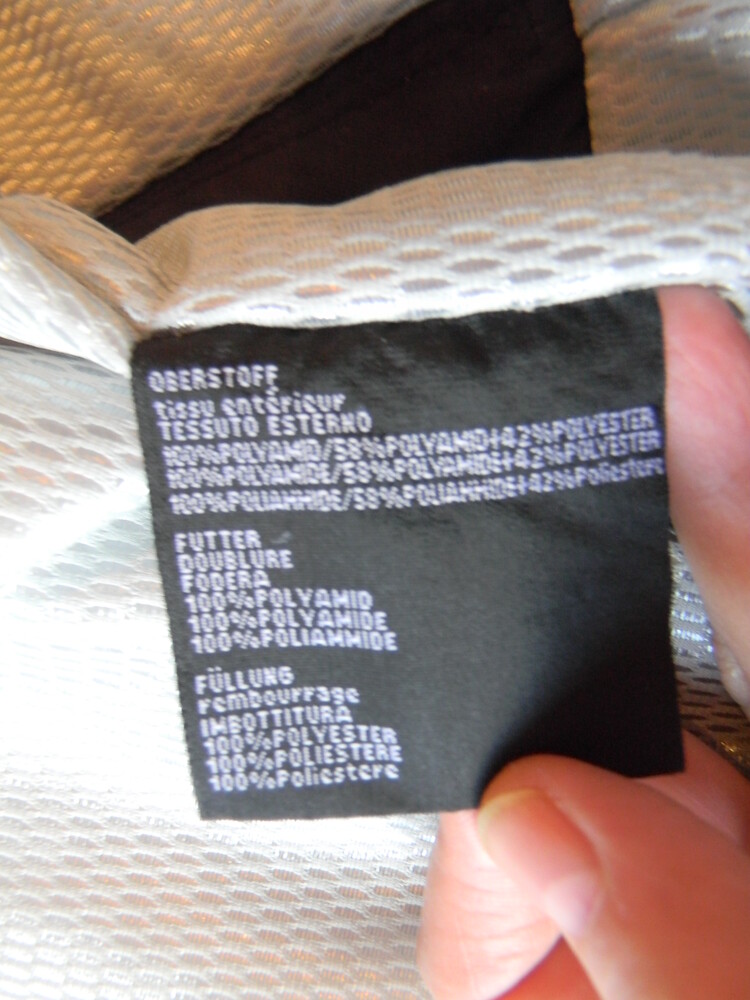 OBERSTOFF
tissu entérieur
TESSUTO ESTERNO
100%POLYAMID/58%POLYAMID+42%POLYESTER
100%POLYAMIDE/58%POLYAMIDE+42%POLYESTER
100%POLIAMMIDE/58%POLIAMMIDE+42%Poliestere
FUTTER
DOUBLURE
FODERA
100%POLYAMID
100%POLYAMIDE
100%POLIAMMIDE
FÜLLUNG
rembourrage
IMBOTTITURA
100%POLYESTER
100%POLIESTERE
100%Poliestere